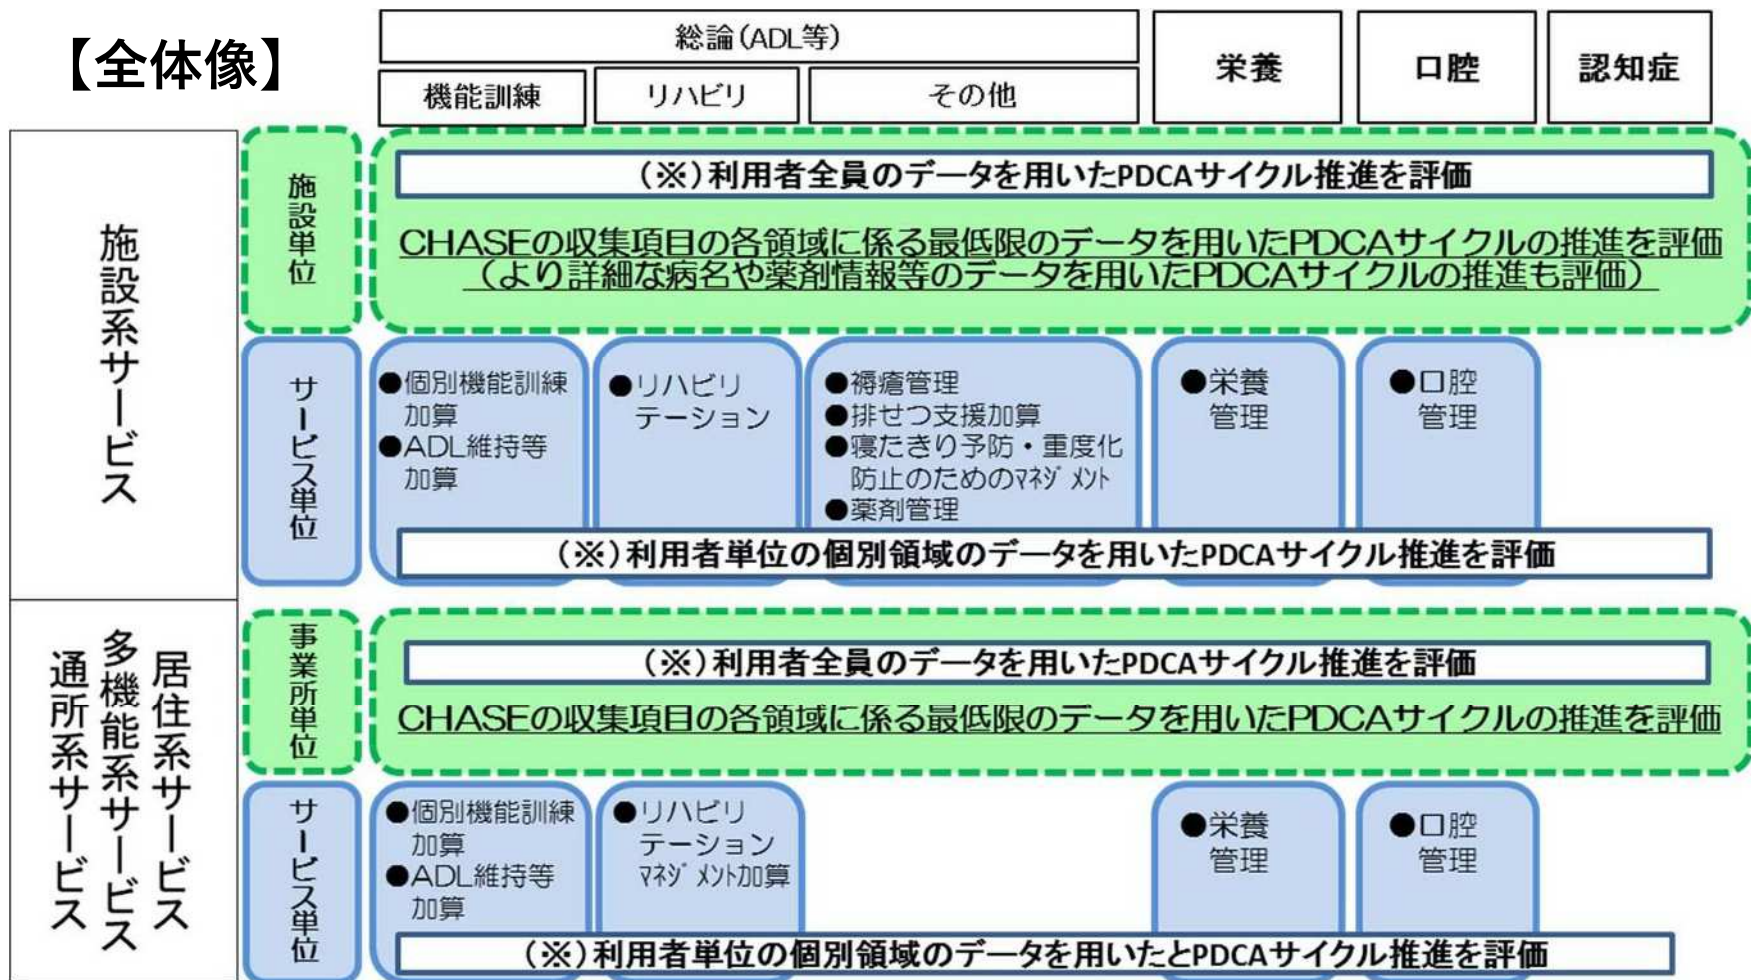 【全体像】
総論(ADL等)
機能訓練
リハビリ
その他
栄養
口腔
認知症
施設系サービス
施設単位
(※)利用者全員のデータを用いたPDCAサイクル推進を評価
CHASEの収集項目の各領域に係る最低限のデータを用いたPDCAサイクルの推進を評価
(より詳細な病名や薬剤情報等のデータを用いたPDCAサイクルの推進も評価)
サービス単位
●個別機能訓練
加算
●ADL維持等
加算
●リハビリ
テーション
●褥瘡管理
●排せつ支援加算
●寝たきり予防・重度化
防止のためのマネジメント
●薬剤管理
●栄養
管理
●口腔
管理
(※)利用者単位の個別領域のデータを用いたPDCAサイクル推進を評価
居住系サービス
多機能系サービス
通所系サービス
事業所単位
(※)利用者全員のデータを用いたPDCAサイクル推進を評価
CHASEの収集項目の各領域に係る最低限のデータを用いたPDCAサイクルの推進を評価
サービス単位
●個別機能訓練
加算
●ADL維持等
加算
●リハビリ
テーション
マネジメント加算
●栄養
管理
●口腔
管理
(※)利用者単位の個別領域のデータを用いたとPDCAサイクル推進を評価